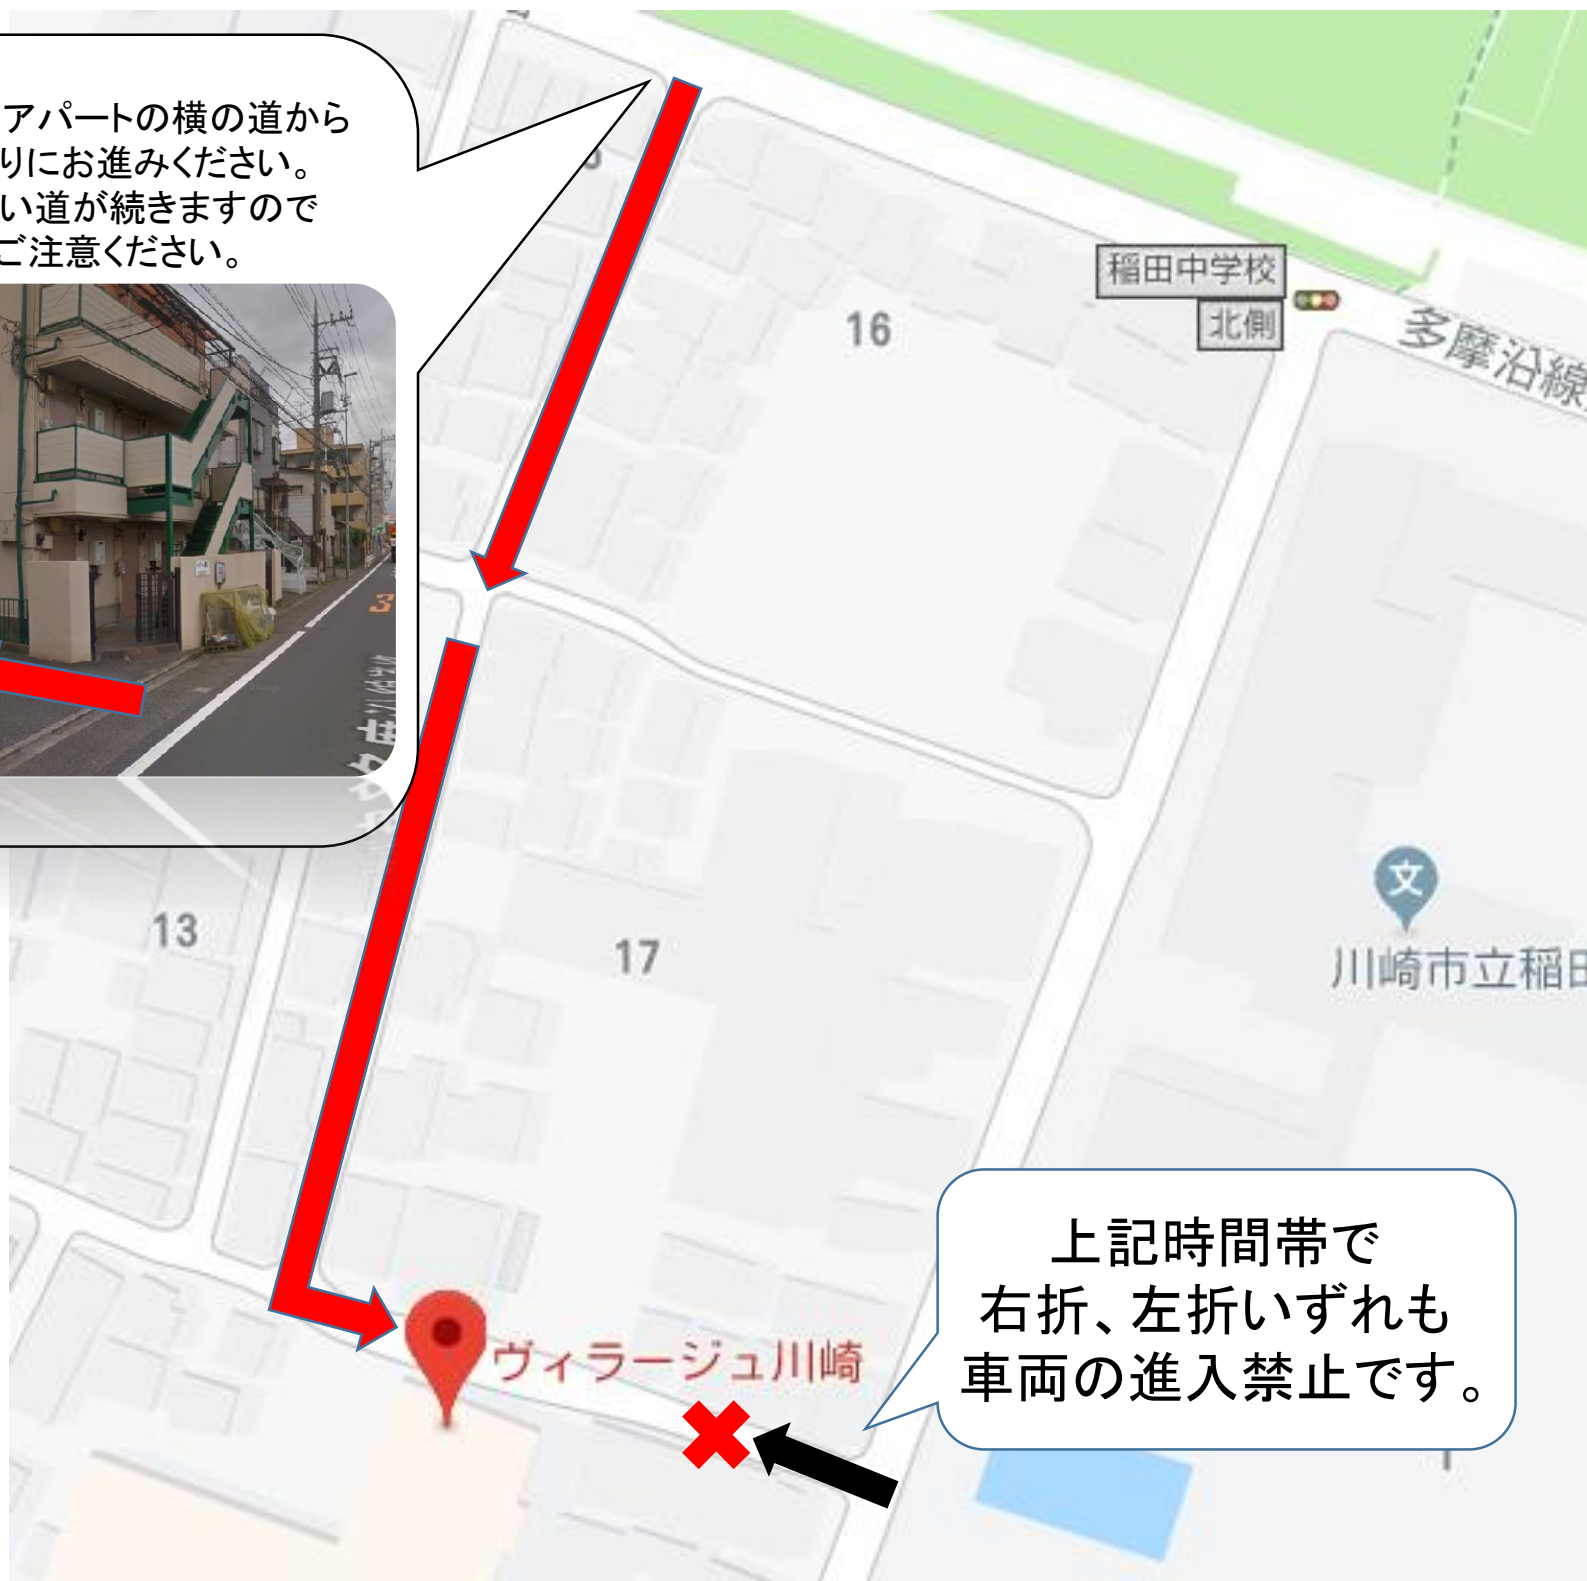 アパートの横の道から
りにお進みください。
い道が続きますので
ご注意ください。
稲田中学校
北側
多摩沿線
16
3
13
17
川崎市立稲田
上記時間帯で
右折、左折いずれも
車両の進入禁止です。
ヴィラージュ川崎
文